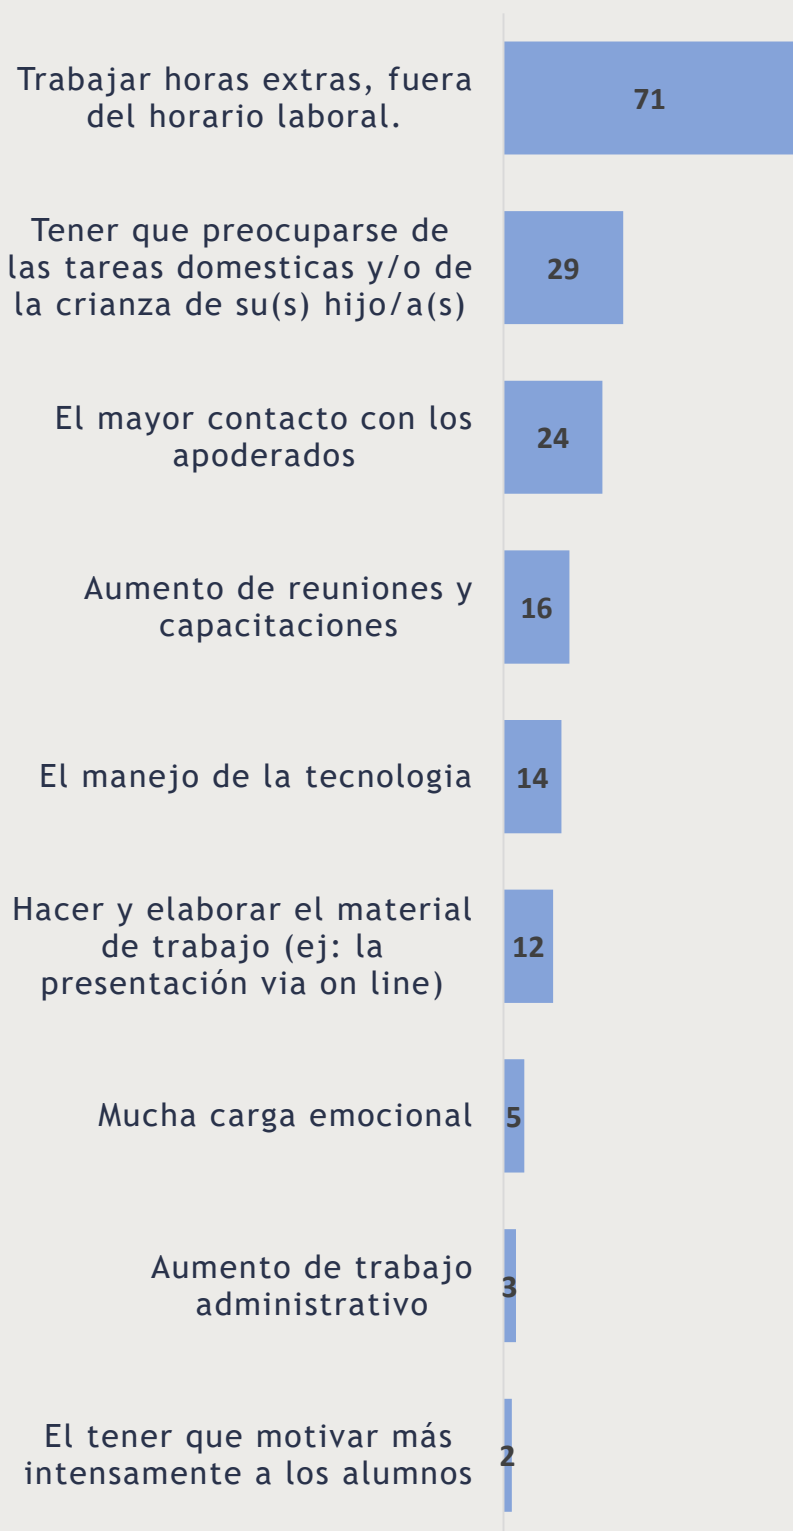 Trabajar horas extras, fuera
del horario laboral.
71
Tener que preocuparse de
las tareas domesticas y/o de
la crianza de su(s) hijo/a(s)
29
El mayor contacto con los
apoderados
24
Aumento de reuniones y
capacitaciones
16
El manejo de la tecnologia
14
Hacer y elaborar el material
de trabajo (ej: la
presentación via on line)
12
Mucha carga emocional
5
Aumento de trabajo
administrativo
3
El tener que motivar más
intensamente a los alumnos
2